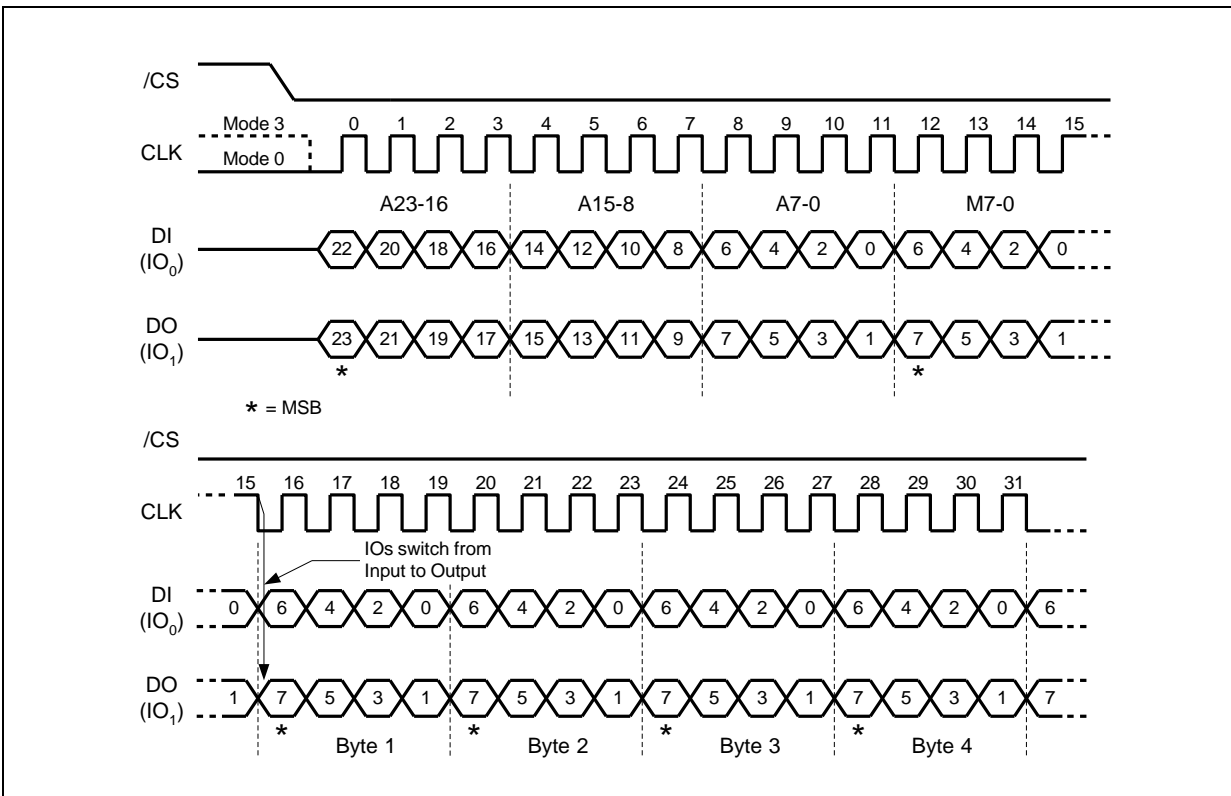 /CS
Mode 3
0 1 2 3 4 5 6 7 8 9 10 11 12 13 14 15
CLK
Mode 0
A23-16 A15-8 A7-0 M7-0
DI
(IO0)
22 20 18 16 14 12 10 8 6 4 2 0 6 4 2 0
DO
(IO1)
23 21 19 17 15 13 11 9 7 5 3 1 7 5 3 1
* *
* = MSB
/CS
15 16 17 18 19 20 21 22 23 24 25 26 27 28 29 30 31
CLK
IOs switch from
Input to Output
DI
(IO0)
0 6 4 2 0 6 4 2 0 6 4 2 0 6 4 2 0 6
DO
(IO1)
1 7 5 3 1 7 5 3 1 7 5 3 1 7 5 3 1 7
* * * *
Byte 1 Byte 2 Byte 3 Byte 4